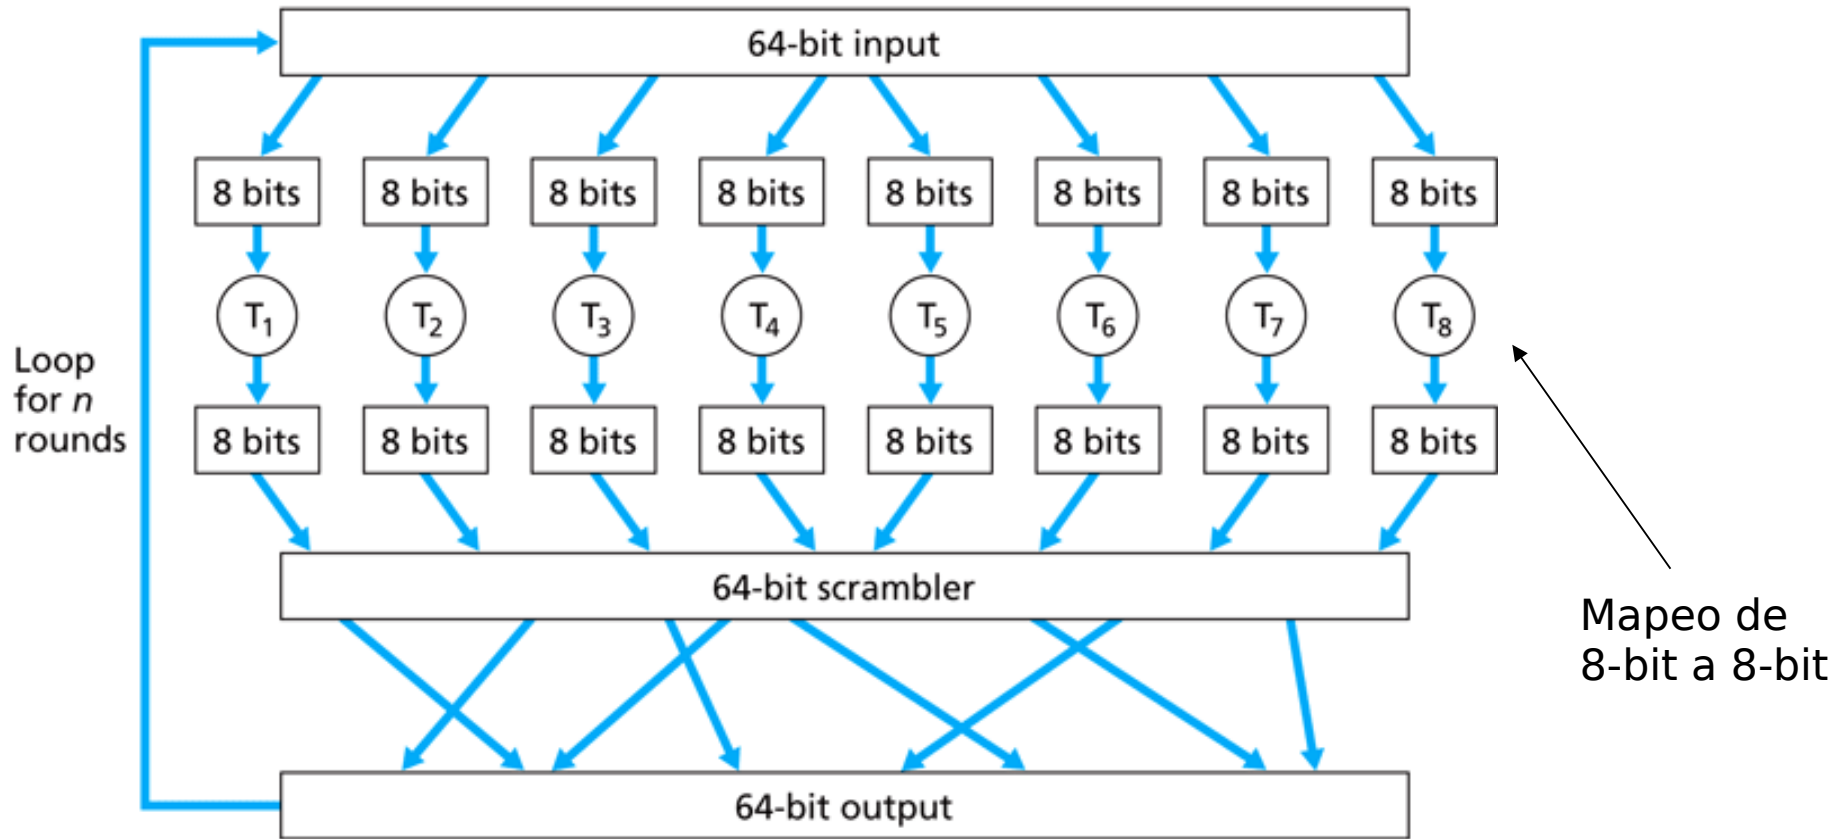 64-bit input
8 bits 8 bits 8 bits 8 bits 8 bits 8 bits 8 bits 8 bits
T1 T2 T3 T4 T5 T6 T7 T8
Loop
for n
rounds
8 bits 8 bits 8 bits 8 bits 8 bits 8 bits 8 bits 8 bits
64-bit scrambler
Mapeo de
8-bit a 8-bit
64-bit output